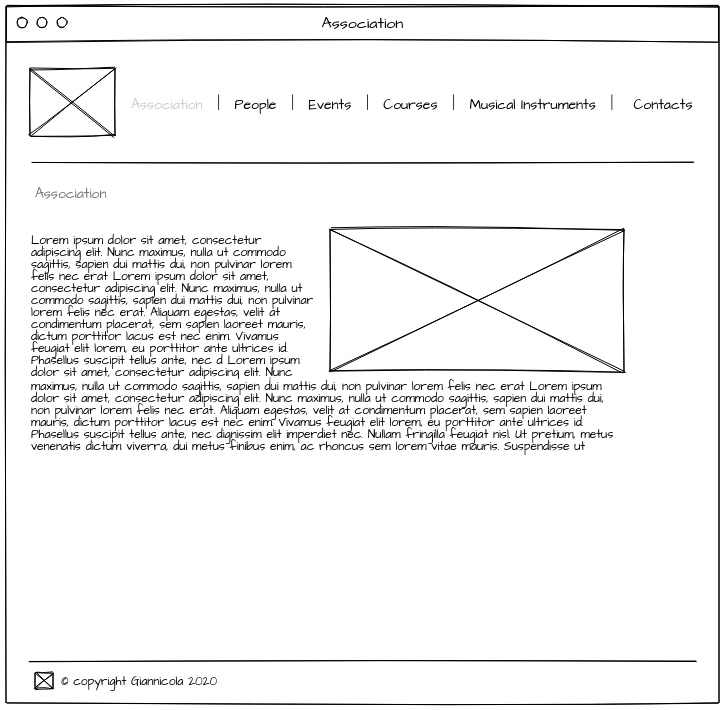 Association
Association | People | Events | Courses | Musical Instruments | Contacts
Association
Lorem ipsum dolor sit amet, consectetur
adipiscing elit. Nunc maximus, nulla ut commodo
sagittis, sapien dui mattis dui, non pulvinar lorem
felis nec erat Lorem ipsum dolor sit amet,
consectetur adipiscing elit. Nunc maximus, nulla ut
commodo sagittis, sapien dui mattis dui, non pulvinar
lorem felis nec erat. Aliquam egestas, velit at
condimentum placerat, sem sapien laoreet mauris,
dictum porttitor lacus est nec enim. Vivamus
feugiat elit lorem, eu porttitor ante ultrices id.
Phasellus suscipit tellus ante, nec d Lorem ipsum
dolor sit amet, consectetur adipiscing elit. Nunc
maximus, nulla ut commodo sagittis, sapien dui mattis dui, non pulvinar lorem felis nec erat Lorem ipsum
dolor sit amet, consectetur adipiscing elit. Nunc maximus, nulla ut commodo sagittis, sapien dui mattis dui,
non pulvinar lorem felis nec erat. Aliquam egestas, velit at condimentum placerat, sem sapien laoreet
mauris, dictum porttitor lacus est nec enim. Vivamus feugiat elit lorem, eu porttitor ante ultrices id.
Phasellus suscipit tellus ante, nec dignissim elit imperdiet nec. Nullam fringilla feugiat nisl. Ut pretium, metus
venenatis dictum viverra, dui metus finibus enim, ac rhoncus sem lorem vitae mauris. Suspendisse ut
© copyright Giannicola 2020